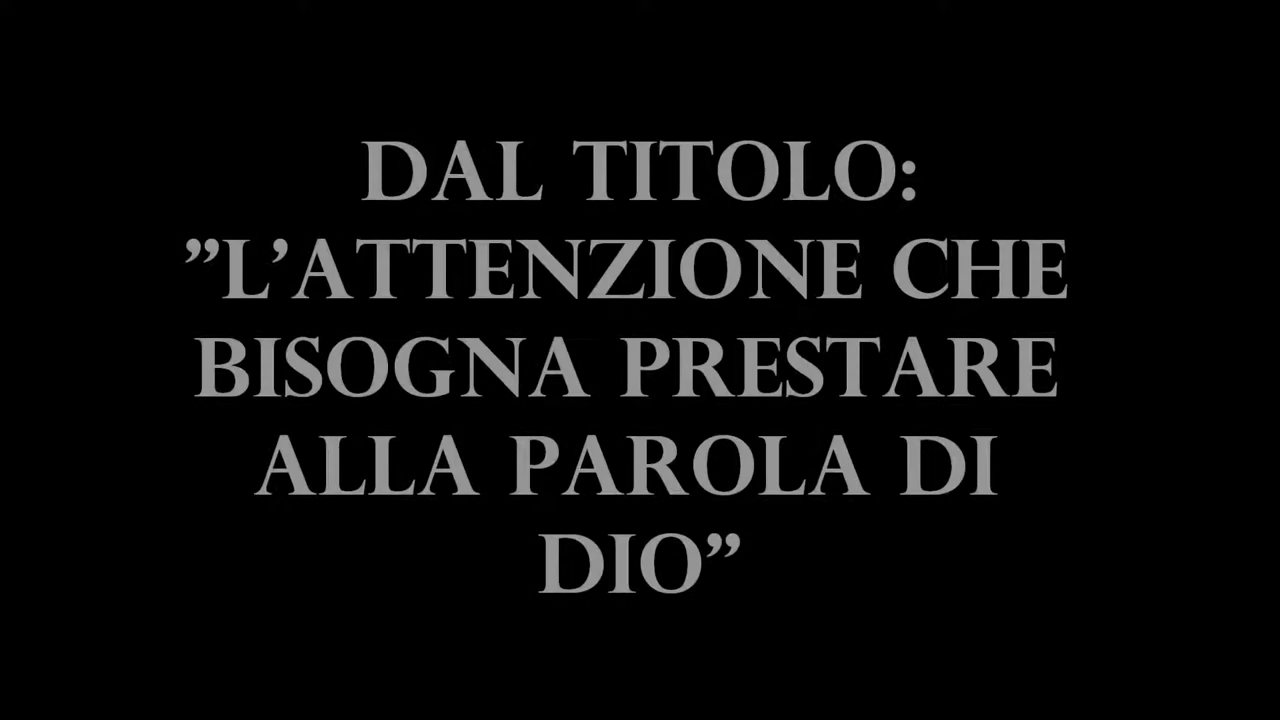 DAL TITOLO:
”L’ATTENZIONE CHE
BISOGNA PRESTARE
ALLA PAROLA DI
DIO”